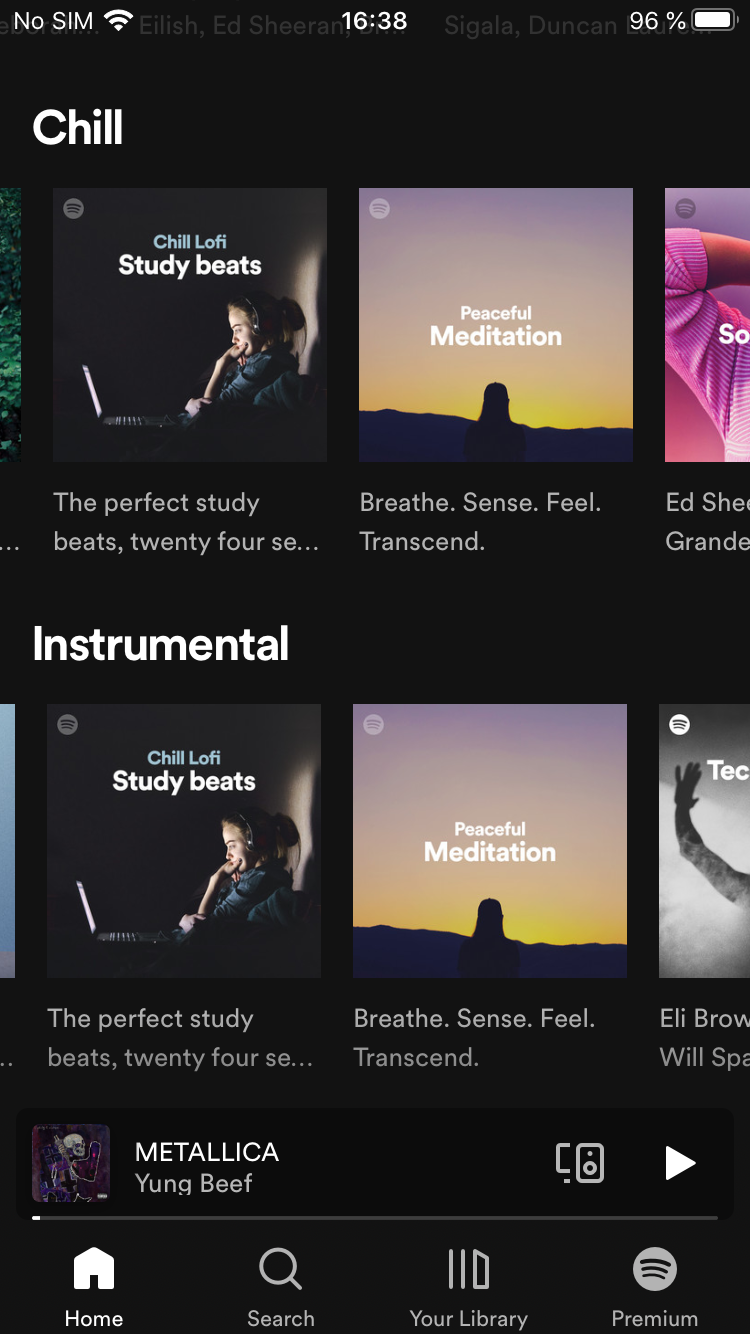 No SIM 16:38 96 %
Eilish, Ed Sheeran,
Sigala, Duncan
Chill
Chill Lofi
Study beats
Peaceful
Meditation
So
The perfect study
beats, twenty four se...
Breathe. Sense. Feel.
Transcend.
Ed Shee
Grande
...
Instrumental
Chill Lofi
Study beats
Peaceful
Meditation
Tec
The perfect study
beats, twenty four se...
Breathe. Sense. Feel.
Transcend.
Eli Brow
Will Spa
METALLICA
Yung Beef
Home
Search
Your Library
Premium